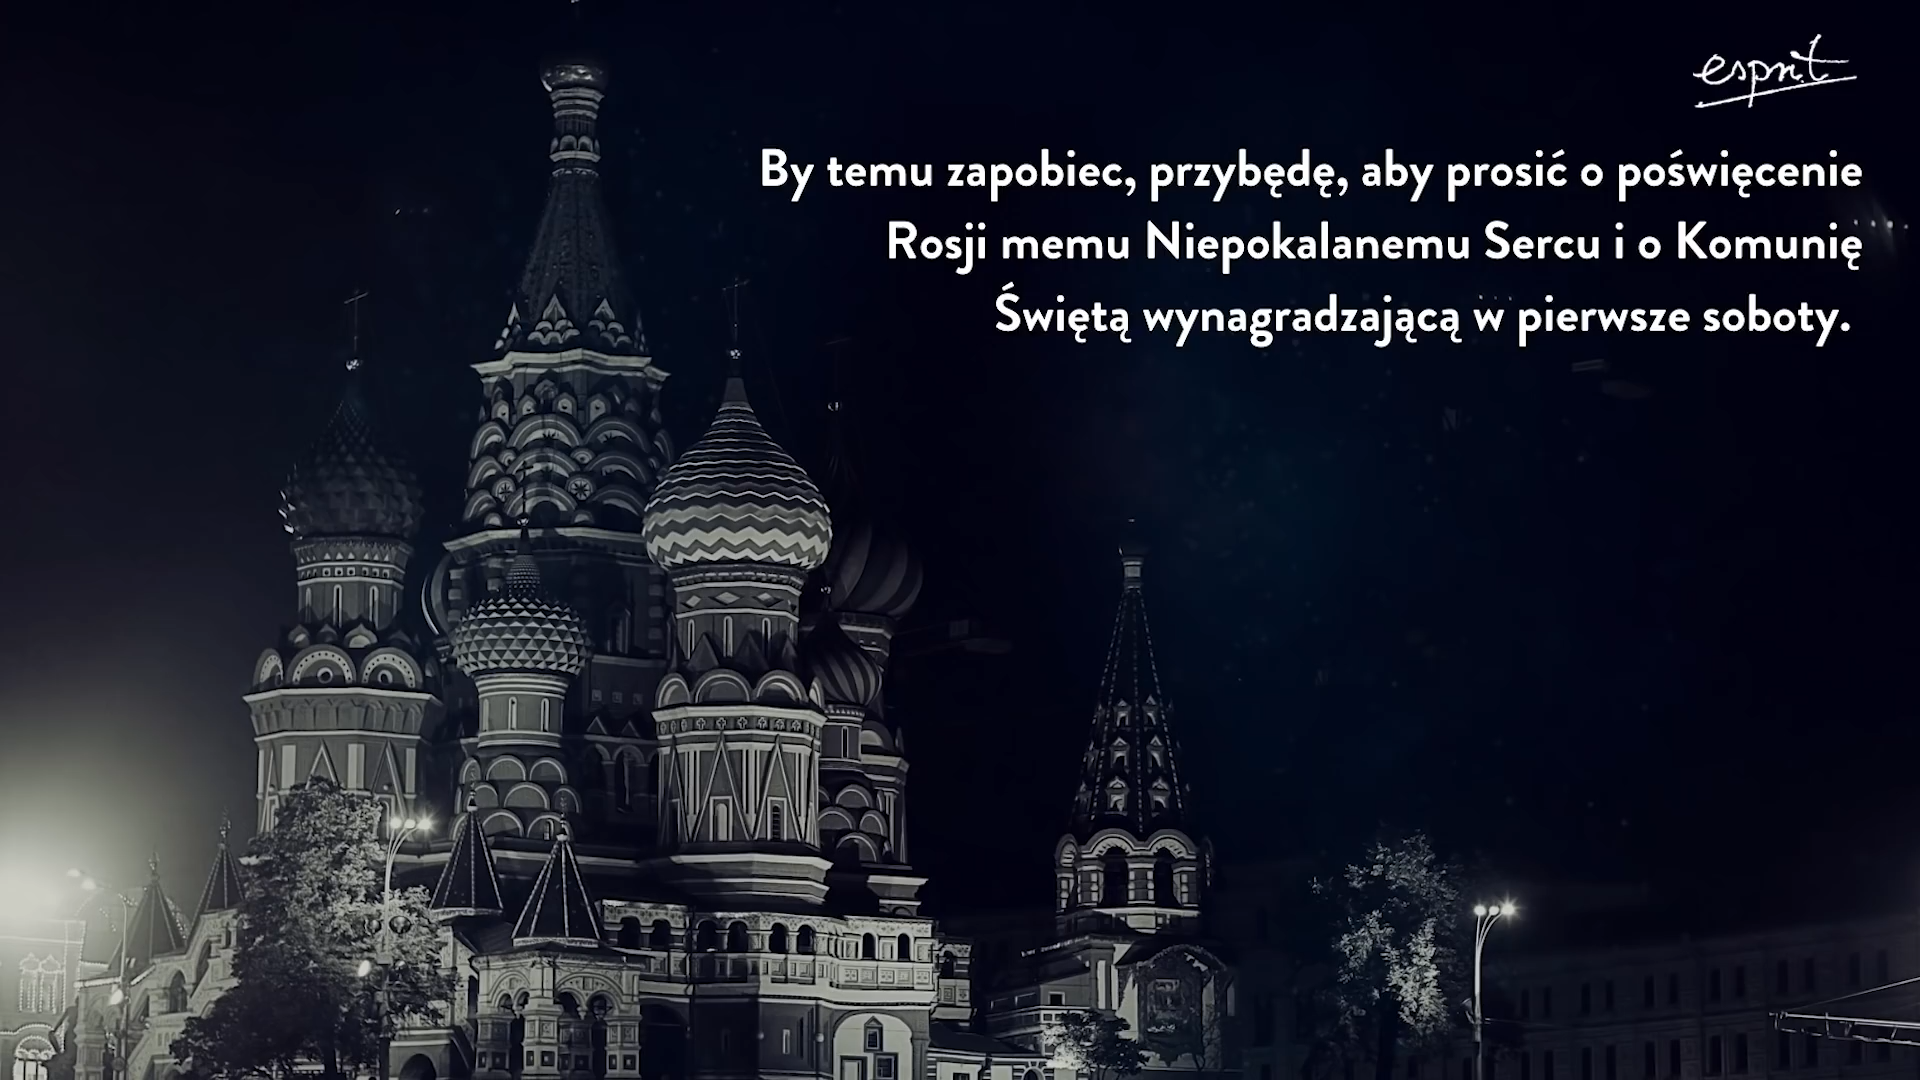 esprit
By temu zapobiec, przybędę, aby prosić o poświęcenie
Rosji memu Niepokalanemu Sercu i o Komunię
Świętą wynagradzającą w pierwsze soboty.